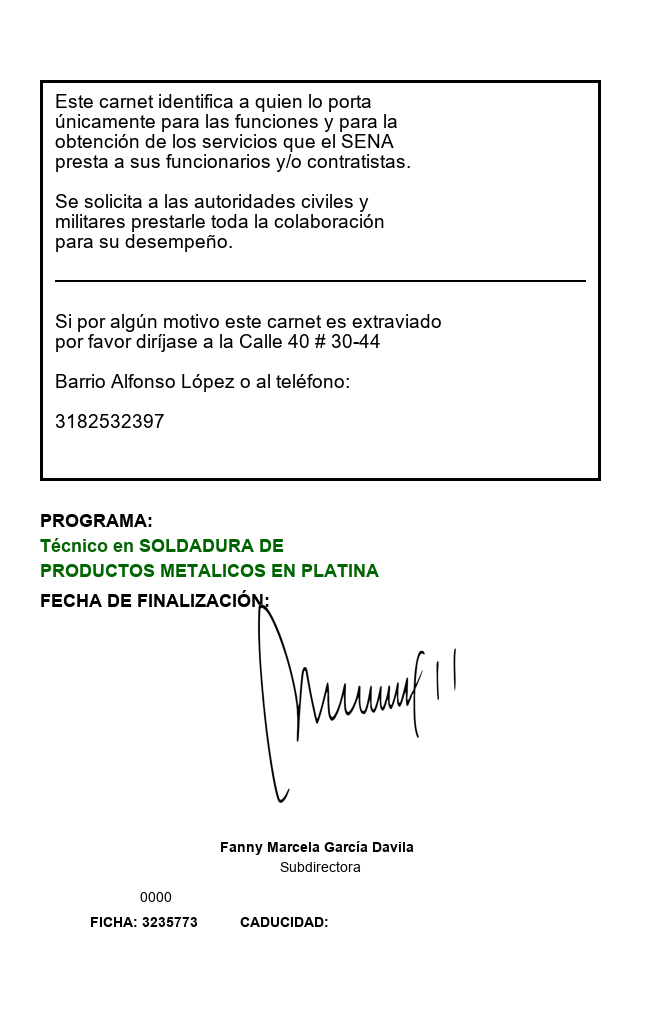 Este carnet identifica a quien lo porta
únicamente para las funciones y para la
obtención de los servicios que el SENA
presta a sus funcionarios y/o contratistas.
Se solicita a las autoridades civiles y
militares prestarle toda la colaboración
para su desempeño.
Si por algún motivo este carnet es extraviado
por favor diríjase a la Calle 40 # 30-44
Barrio Alfonso López o al teléfono:
3182532397
PROGRAMA:
Técnico en SOLDADURA DE
PRODUCTOS METALICOS EN PLATINA
FECHA DE FINALIZACIÓN:
Fanny Marcela García Davila
Subdirectora
0000
FICHA: 3235773 CADUCIDAD: